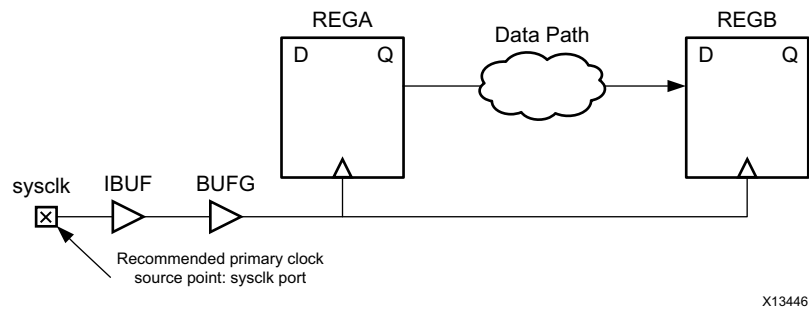 REGA
REGB
Data Path
D
Q
D
Q
sysclk
IBUF
BUFG
Recommended primary clock
source point: sysclk port
X13446